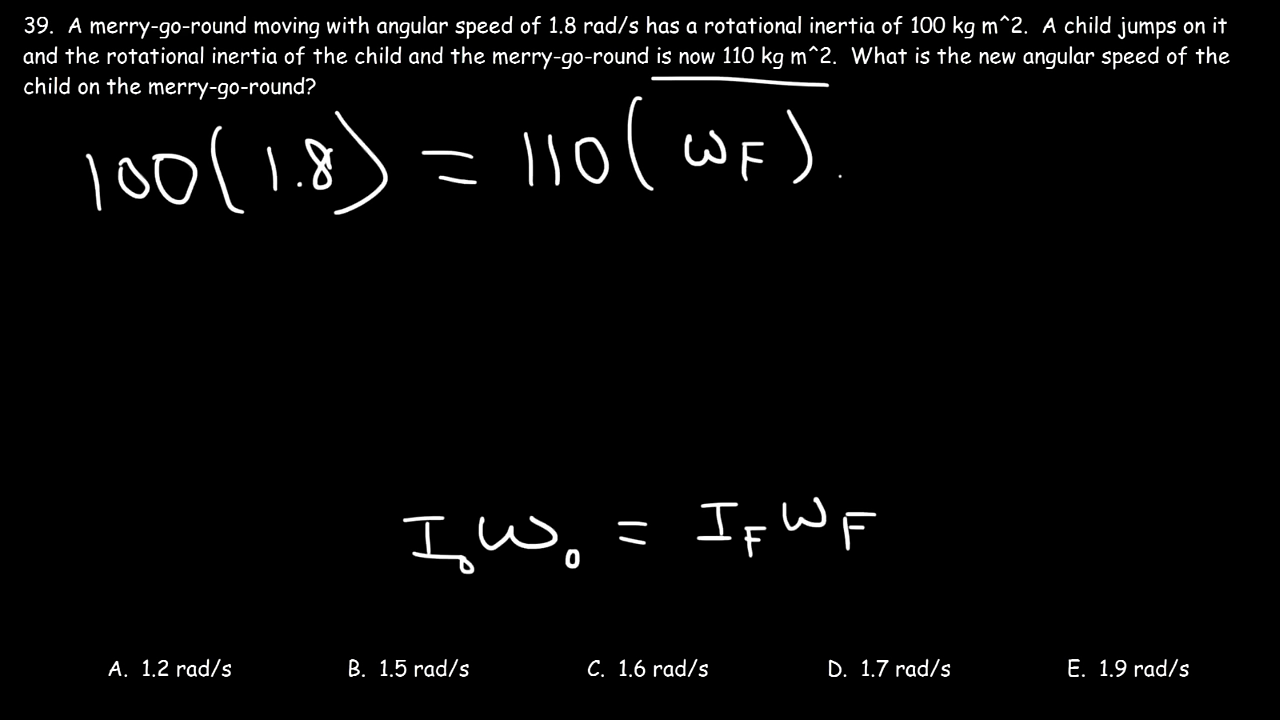 39. A merry-go-round moving with angular speed of 1.8 rad/s has a rotational inertia of 100 kg m^2. A child jumps on it
and the rotational inertia of the child and the merry-go-round is now 110 kg m^2. What is the new angular speed of the
child on the merry-go-round?
100(1.8) = 110(ωF)
I₀ω₀ = IFωF
A. 1.2 rad/s B. 1.5 rad/s C. 1.6 rad/s D. 1.7 rad/s E. 1.9 rad/s